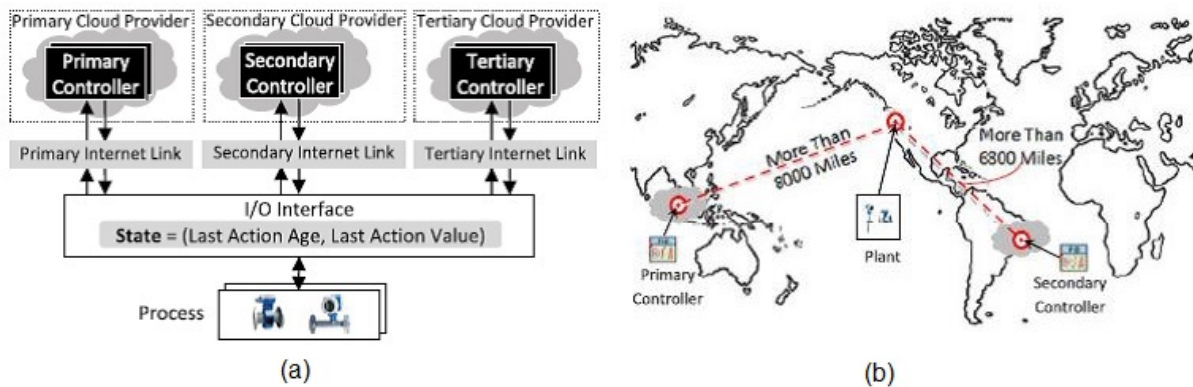 Primary Cloud Provider
Secondary Cloud Provider
Tertiary Cloud Provider
Primary
Controller
Secondary
Controller
Tertiary
Controller
Primary Internet Link
Secondary Internet Link
Tertiary Internet Link
I/O Interface
State = (Last Action Age, Last Action Value)
Process
(a)
More Than
8000 Miles
More Than
6800 Miles
Plant
Primary
Controller
Secondary
Controller
(b)